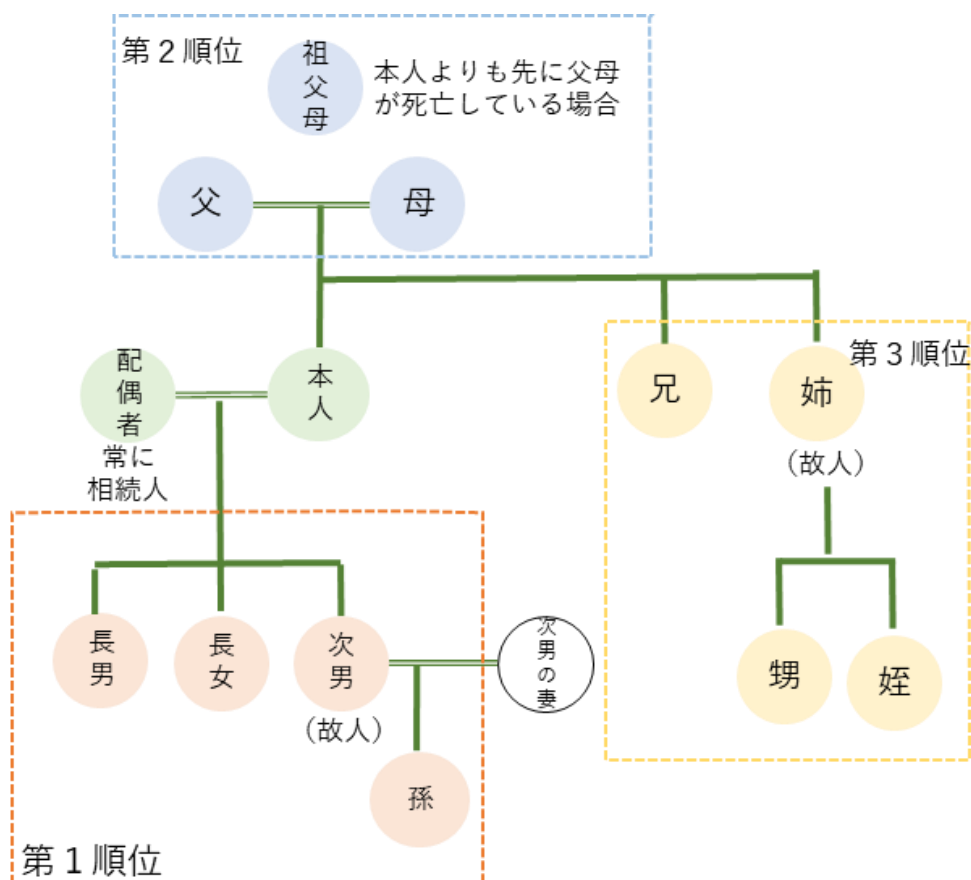 第２順位
祖父母
本人よりも先に父母
が死亡している場合
父
母
配偶者
常に
相続人
本人
兄
姉
第３順位
（故人）
長男
長女
次男
（故人）
次男の妻
甥
姪
孫
第１順位